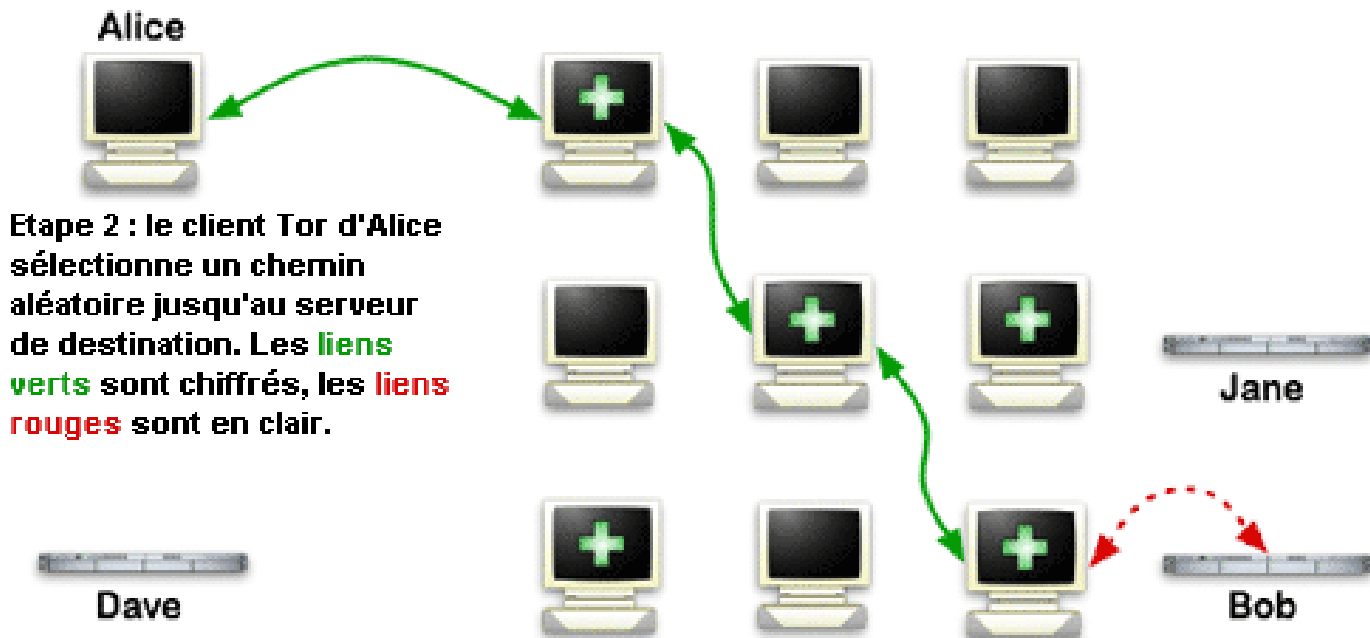 Alice
Etape 2 : le client Tor d'Alice
sélectionne un chemin
aléatoire jusqu'au serveur
de destination. Les liens
verts sont chiffrés, les liens
rouges sont en clair.
Jane
Dave
Bob